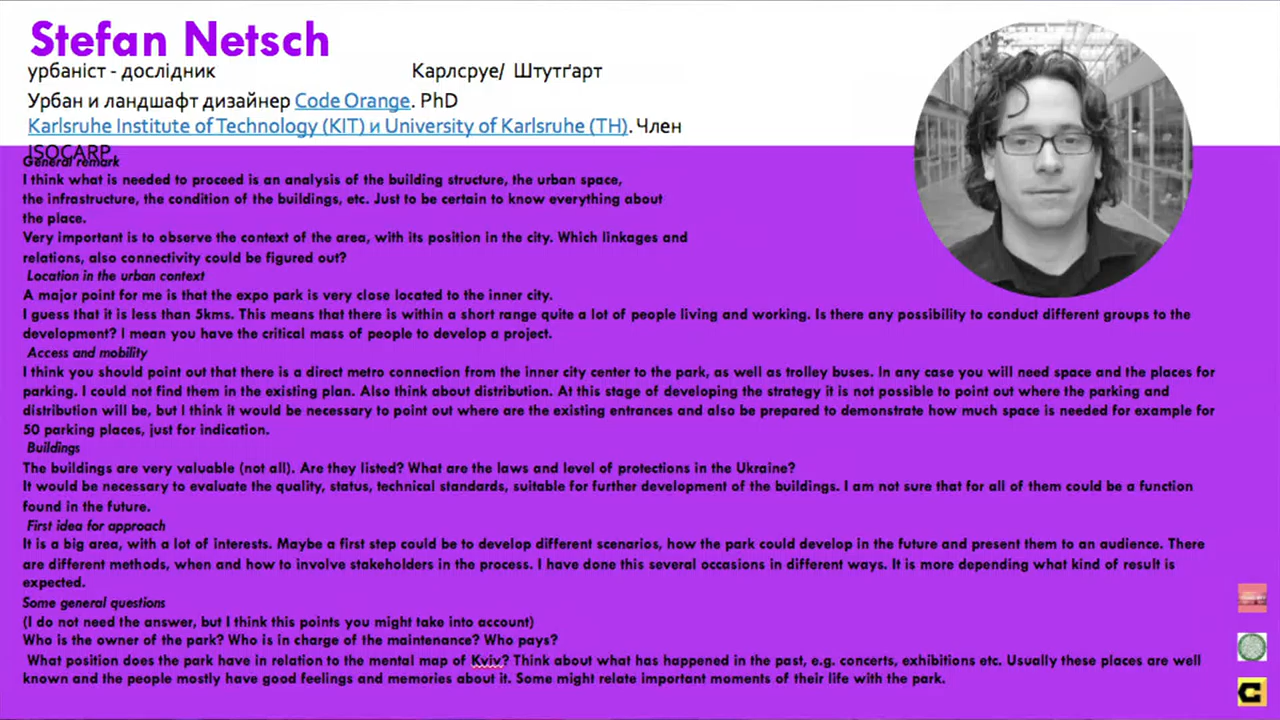 Stefan Netsch
урбаніст - дослідник Карлсруе/ Штутґарт
Урбан и ландшафт дизайнер Code Orange. PhD
Karlsruhe Institute of Technology (KIT) и University of Karlsruhe (TH). Член
ISOCARP
General remark
I think what is needed to proceed is an analysis of the building structure, the urban space,
the infrastructure, the condition of the buildings, etc. Just to be certain to know everything about
the place.
Very important is to observe the context of the area, with its position in the city. Which linkages and
relations, also connectivity could be figured out?
Location in the urban context
A major point for me is that the expo park is very close located to the inner city.
I guess that it is less than 5kms. This means that there is within a short range quite a lot of people living and working. Is there any possibility to conduct different groups to the
development? I mean you have the critical mass of people to develop a project.
Access and mobility
I think you should point out that there is a direct metro connection from the inner city center to the park, as well as trolley buses. In any case you will need space and the places for
parking. I could not find them in the existing plan. Also think about distribution. At this stage of developing the strategy it is not possible to point out where the parking and
distribution will be, but I think it would be necessary to point out where are the existing entrances and also be prepared to demonstrate how much space is needed for example for
50 parking places, just for indication.
Buildings
The buildings are very valuable (not all). Are they listed? What are the laws and level of protections in the Ukraine?
It would be necessary to evaluate the quality, status, technical standards, suitable for further development of the buildings. I am not sure that for all of them could be a function
found in the future.
First idea for approach
It is a big area, with a lot of interests. Maybe a first step could be to develop different scenarios, how the park could develop in the future and present them to an audience. There
are different methods, when and how to involve stakeholders in the process. I have done this several occasions in different ways. It is more depending what kind of result is
expected.
Some general questions
(I do not need the answer, but I think this points you might take into account)
Who is the owner of the park? Who is in charge of the maintenance? Who pays?
What position does the park have in relation to the mental map of Kviv? Think about what has happened in the past, e.g. concerts, exhibitions etc. Usually these places are well
known and the people mostly have good feelings and memories about it. Some might relate important moments of their life with the park.